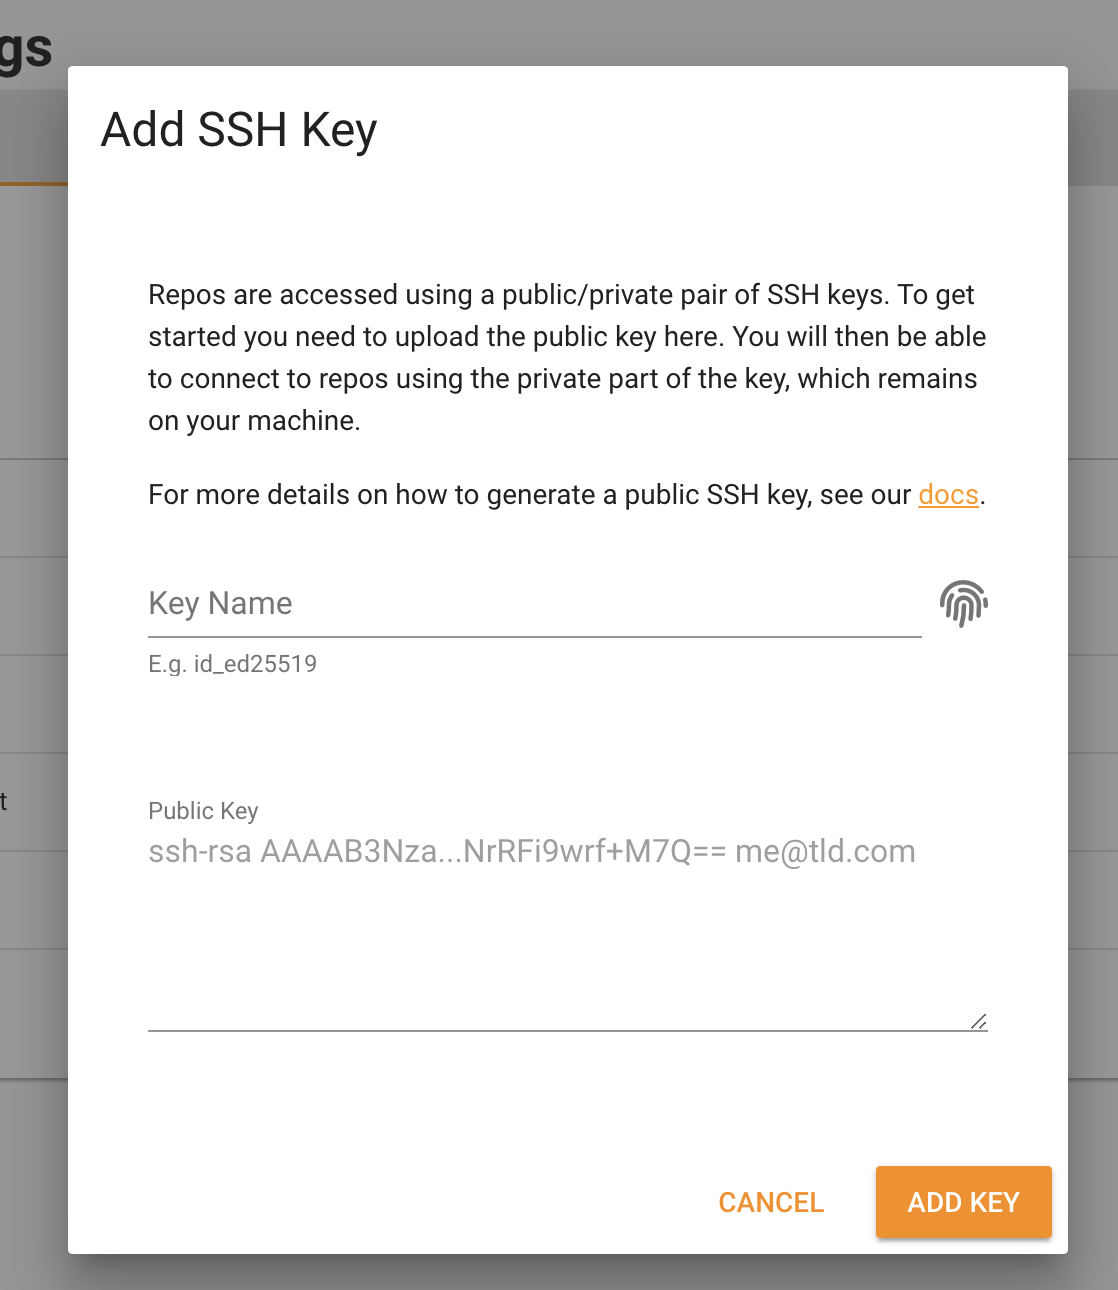 gs
Add SSH Key
Repos are accessed using a public/private pair of SSH keys. To get
started you need to upload the public key here. You will then be able
to connect to repos using the private part of the key, which remains
on your machine.
For more details on how to generate a public SSH key, see our docs.
Key Name
E.g. id_ed25519
t
Public Key
ssh-rsa AAAAB3Nza...NrRFi9wrf+M7Q== me@tld.com
CANCEL
ADD KEY